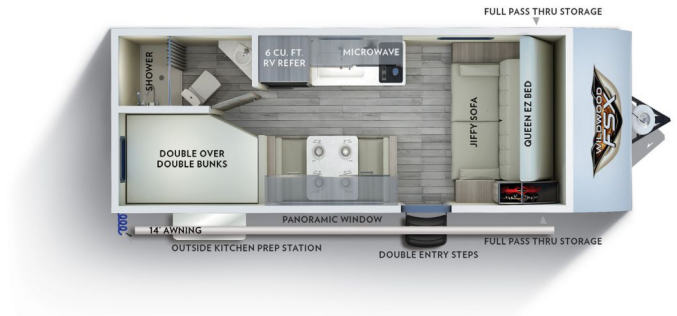 FULL PASS THRU STORAGE
SHOWER
6 CU. FT.
RV REFER
MICROWAVE
DOUBLE OVER
DOUBLE BUNKS
JIFFY SOFA
QUEEN EZ BED
WILDWOOD
FSX
PANORAMIC WINDOW
14' AWNING
OUTSIDE KITCHEN PREP STATION
DOUBLE ENTRY STEPS
FULL PASS THRU STORAGE